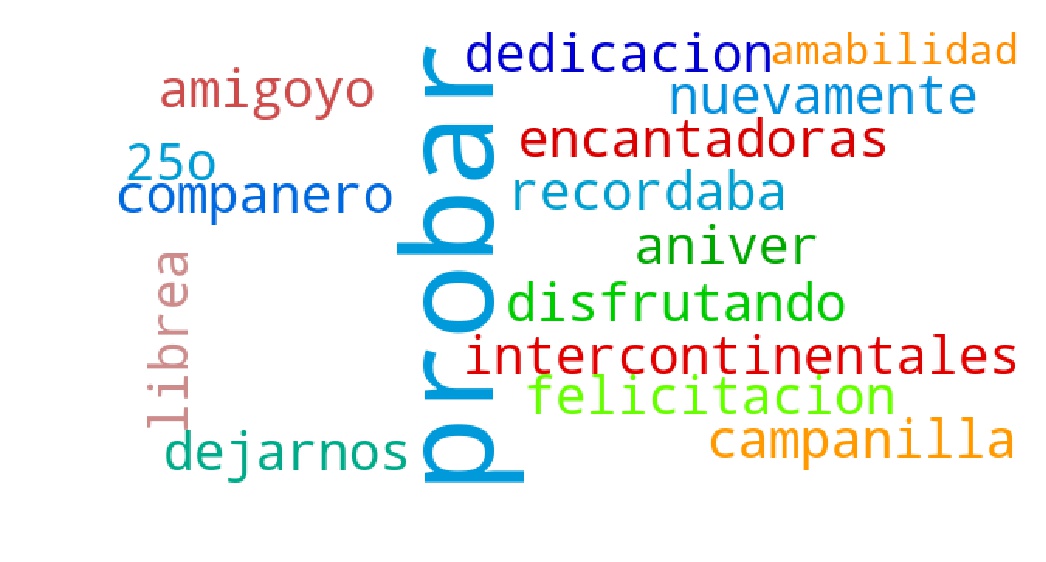 dedicacion
amabilidad
amigoyo
nuevamente
probar
encantadoras
25o
companero
recordaba
aniver
librea
disfrutando
intercontinentales
felicitacion
campanilla
dejarnos